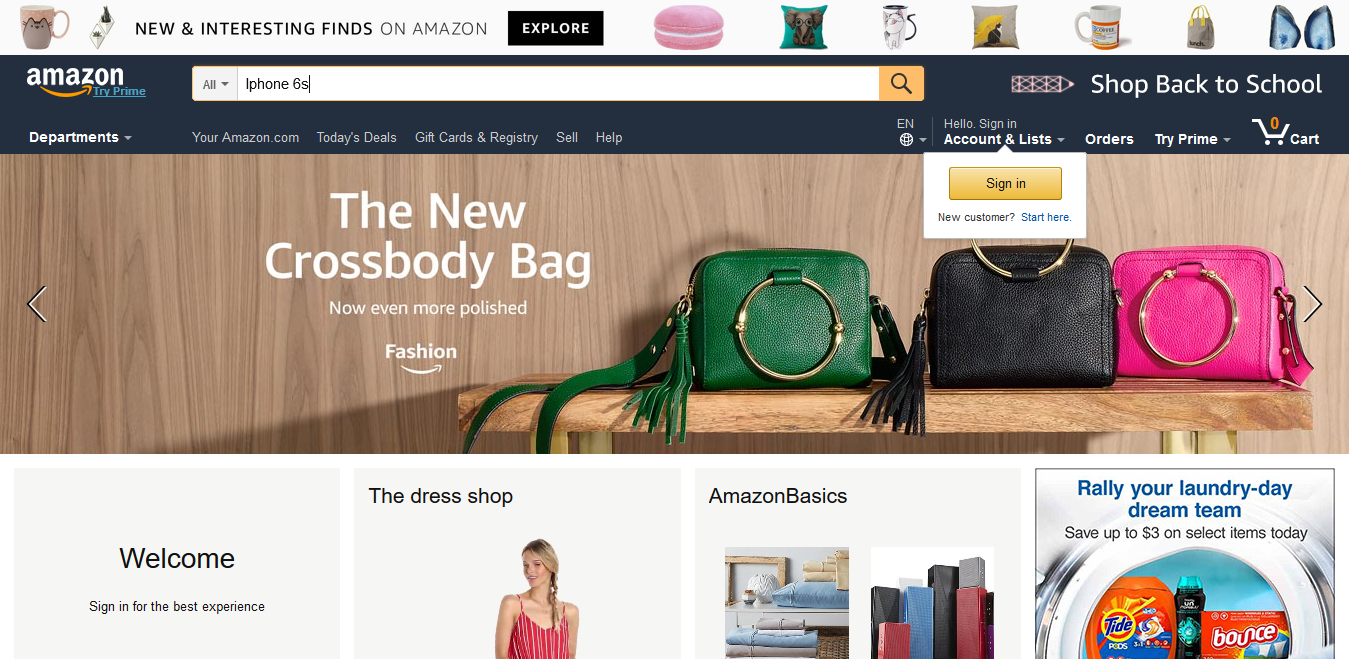 NEW & INTERESTING FINDS ON AMAZON EXPLORE
amazon
Try Prime
All
Iphone 6s
Shop Back to School
Departments
Your Amazon.com Today's Deals Gift Cards & Registry Sell Help
EN
Hello. Sign in
Account & Lists
Orders
Try Prime
0
Cart
Sign in
New customer? Start here.
The New
Crossbody Bag
Now even more polished
Fashion
Welcome
Sign in for the best experience
The dress shop
AmazonBasics
Rally your laundry-day
dream team
Save up to $3 on select items today
Tide
PODS
3in1
bounce
lunch.
COFFEE